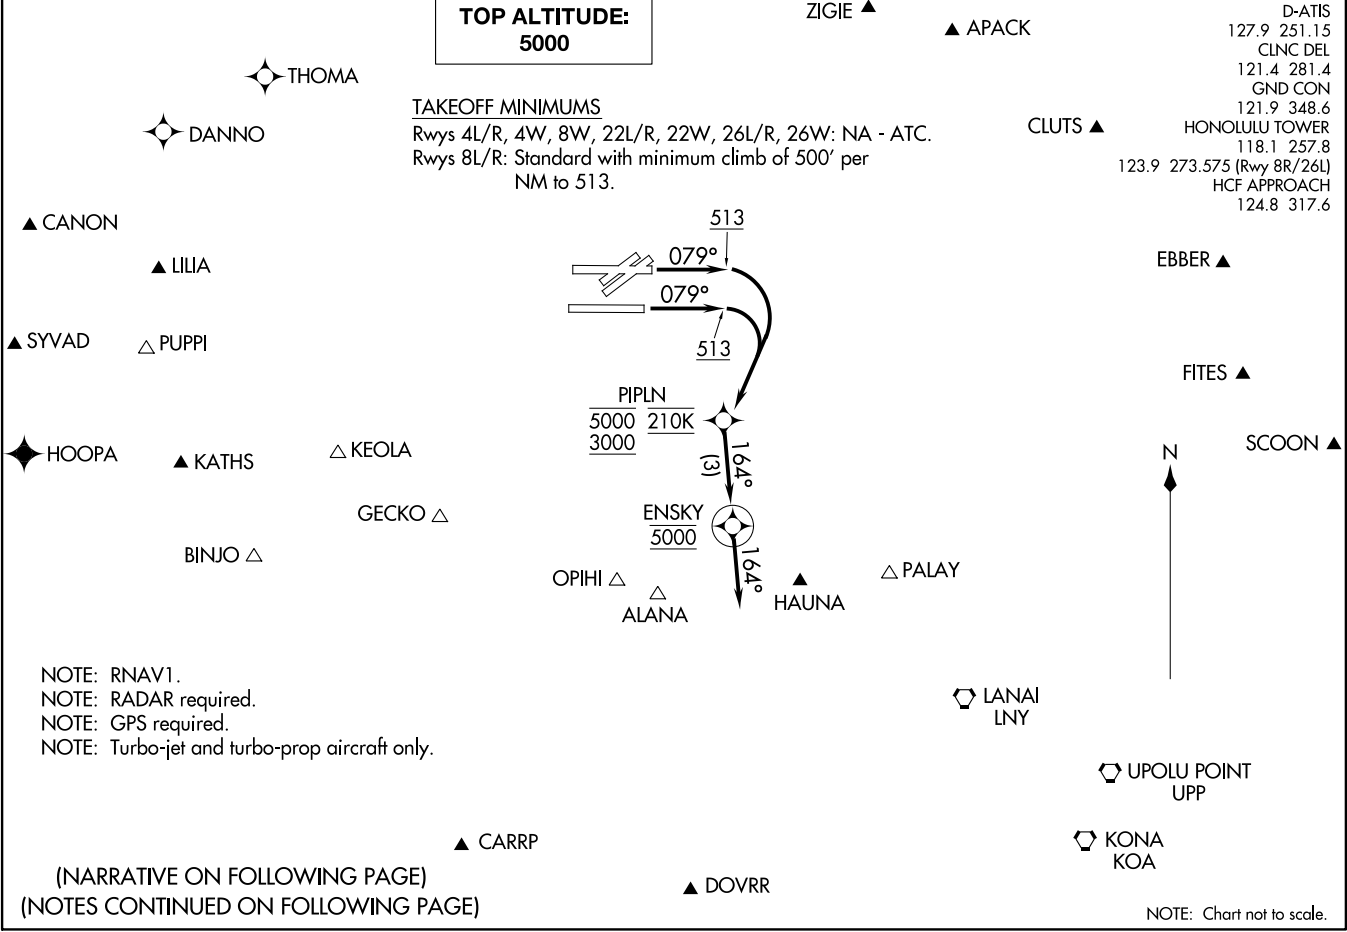 TOP ALTITUDE:
5000
ZIGIE
APACK
D-ATIS
127.9 251.15
CLNC DEL
121.4 281.4
GND CON
121.9 348.6
HONOLULU TOWER
118.1 257.8
123.9 273.575 (Rwy 8R/26L)
HCF APPROACH
124.8 317.6
THOMA
DANNO
TAKEOFF MINIMUMS
Rwys 4L/R, 4W, 8W, 22L/R, 22W, 26L/R, 26W: NA - ATC.
Rwys 8L/R: Standard with minimum climb of 500' per
NM to 513.
CLUTS
CANON
LILIA
513
079°
EBBER
079°
SYVAD
PUPPI
513
FITES
PIPLN
5000 210K
3000
HOOPA
KATHS
KEOLA
164°
(3)
N
SCOON
GECKO
ENSKY
5000
BINJO
OPIHI
ALANA
164°
HAUNA
PALAY
NOTE: RNAV1.
NOTE: RADAR required.
NOTE: GPS required.
NOTE: Turbo-jet and turbo-prop aircraft only.
LANAI
LNY
UPOLU POINT
UPP
CARRP
KONA
KOA
(NARRATIVE ON FOLLOWING PAGE)
(NOTES CONTINUED ON FOLLOWING PAGE)
DOVRR
NOTE: Chart not to scale.